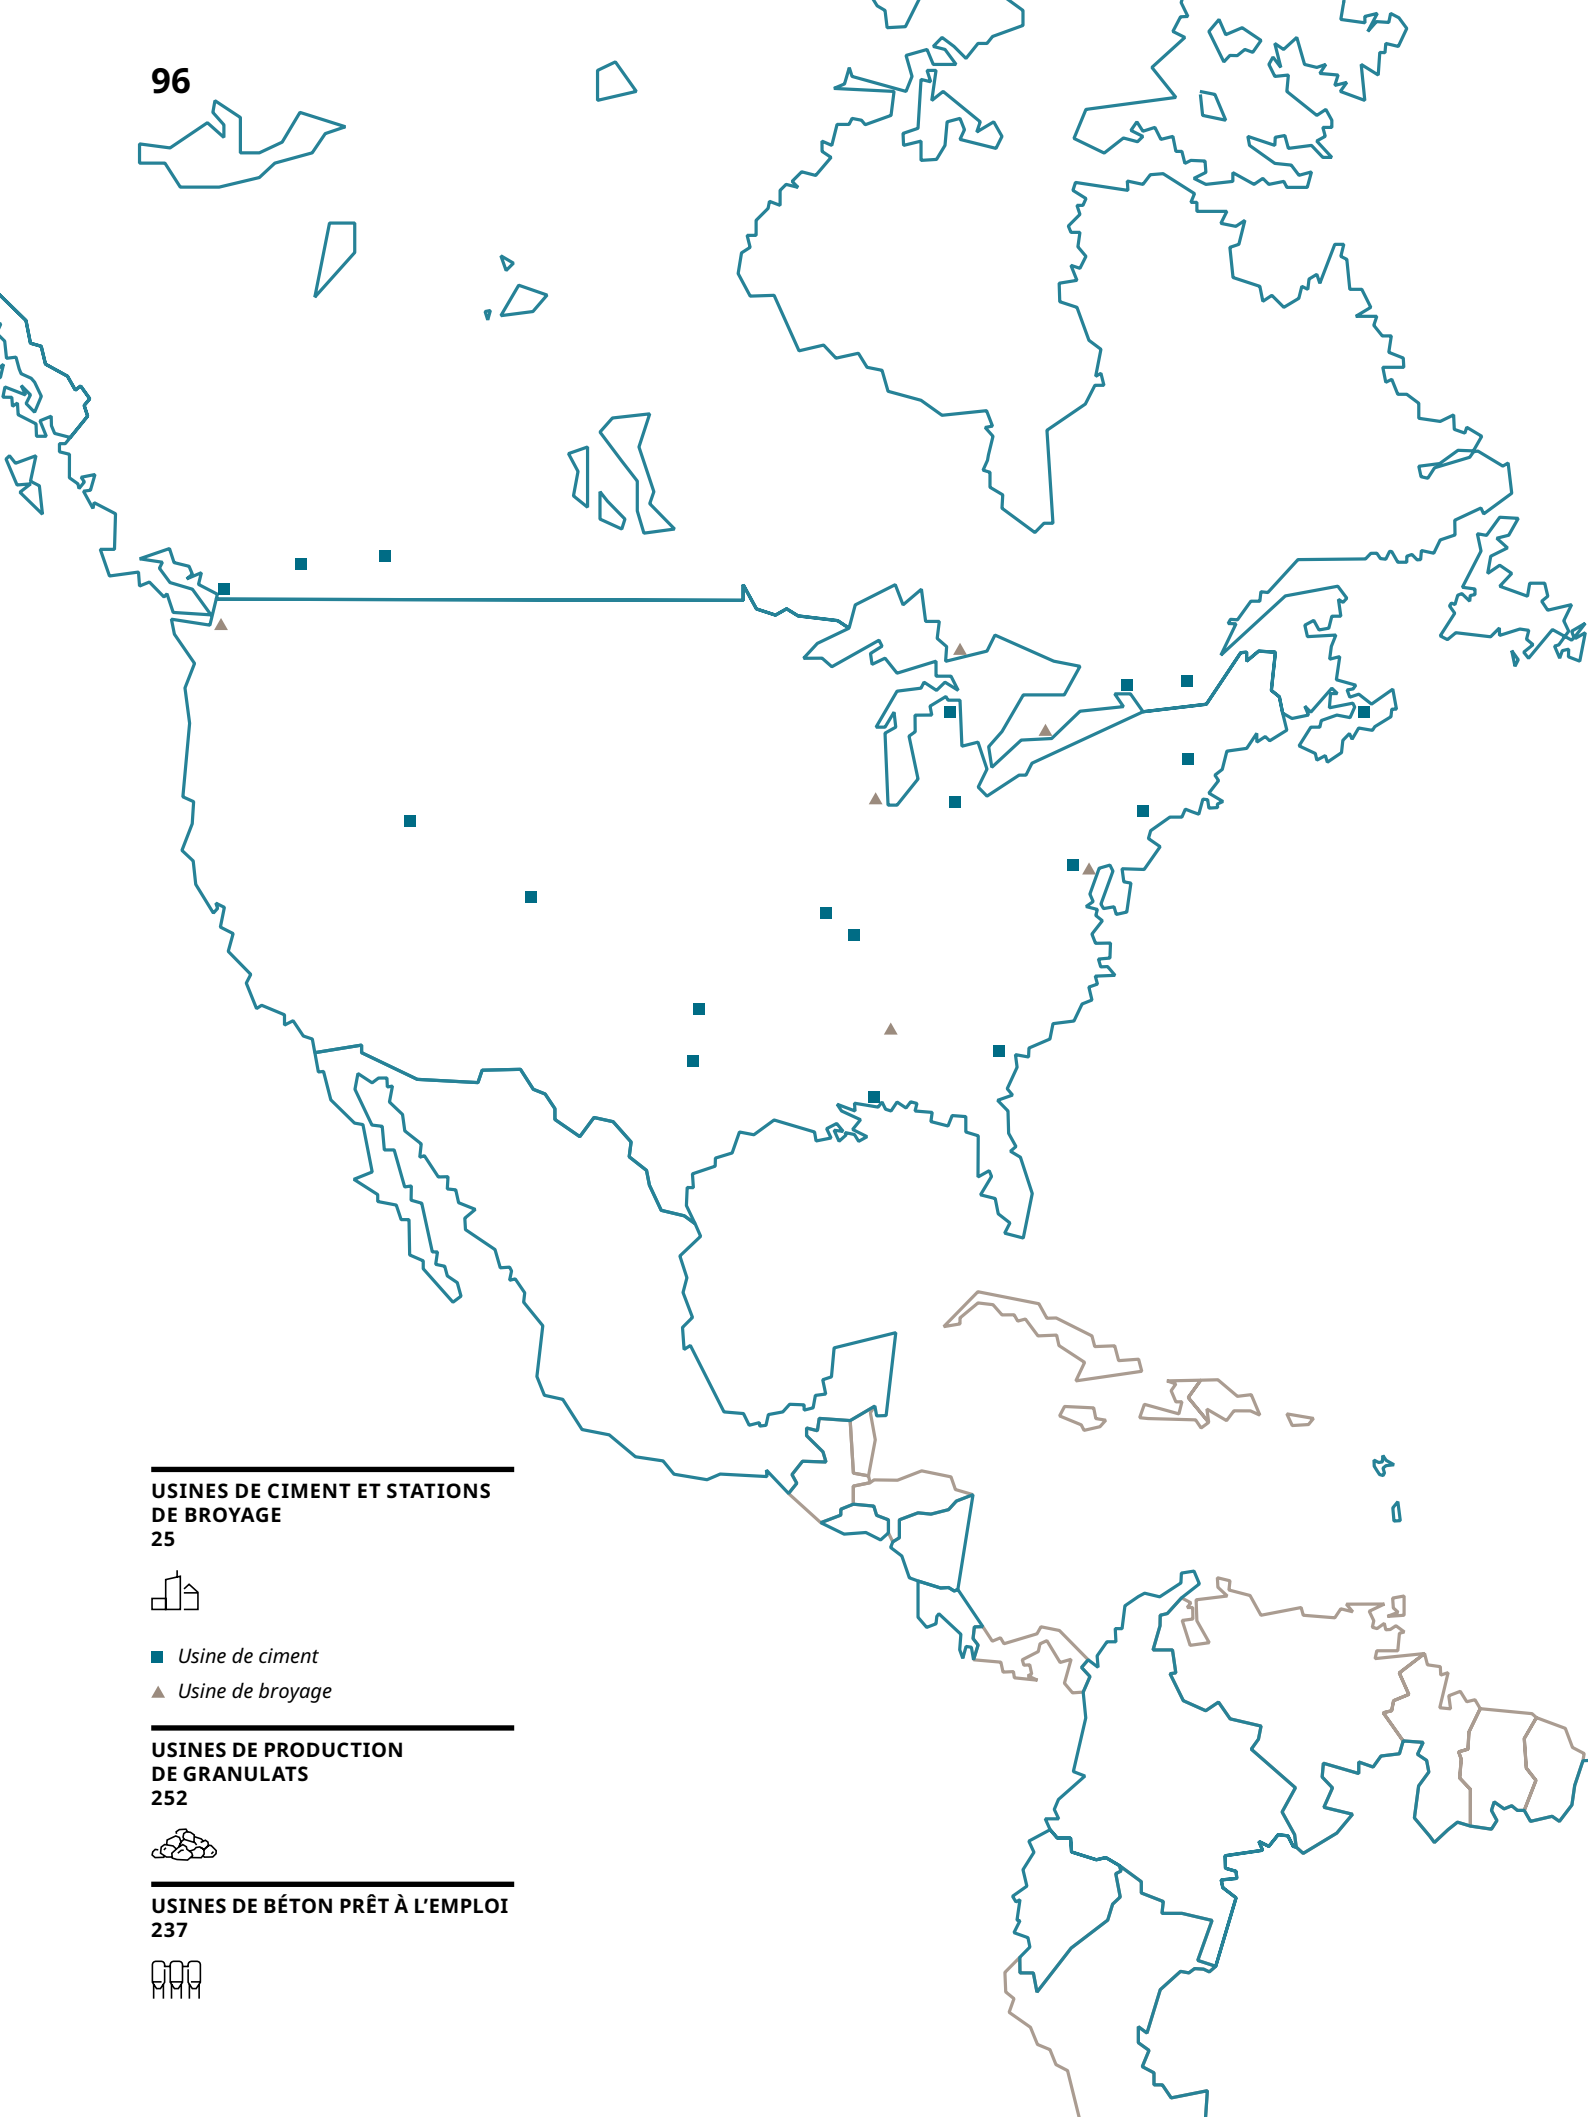 96
USINES DE CIMENT ET STATIONS
DE BROYAGE
25
Usine de ciment
Usine de broyage
USINES DE PRODUCTION
DE GRANULATS
252
USINES DE BÉTON PRÊT À L’EMPLOI
237